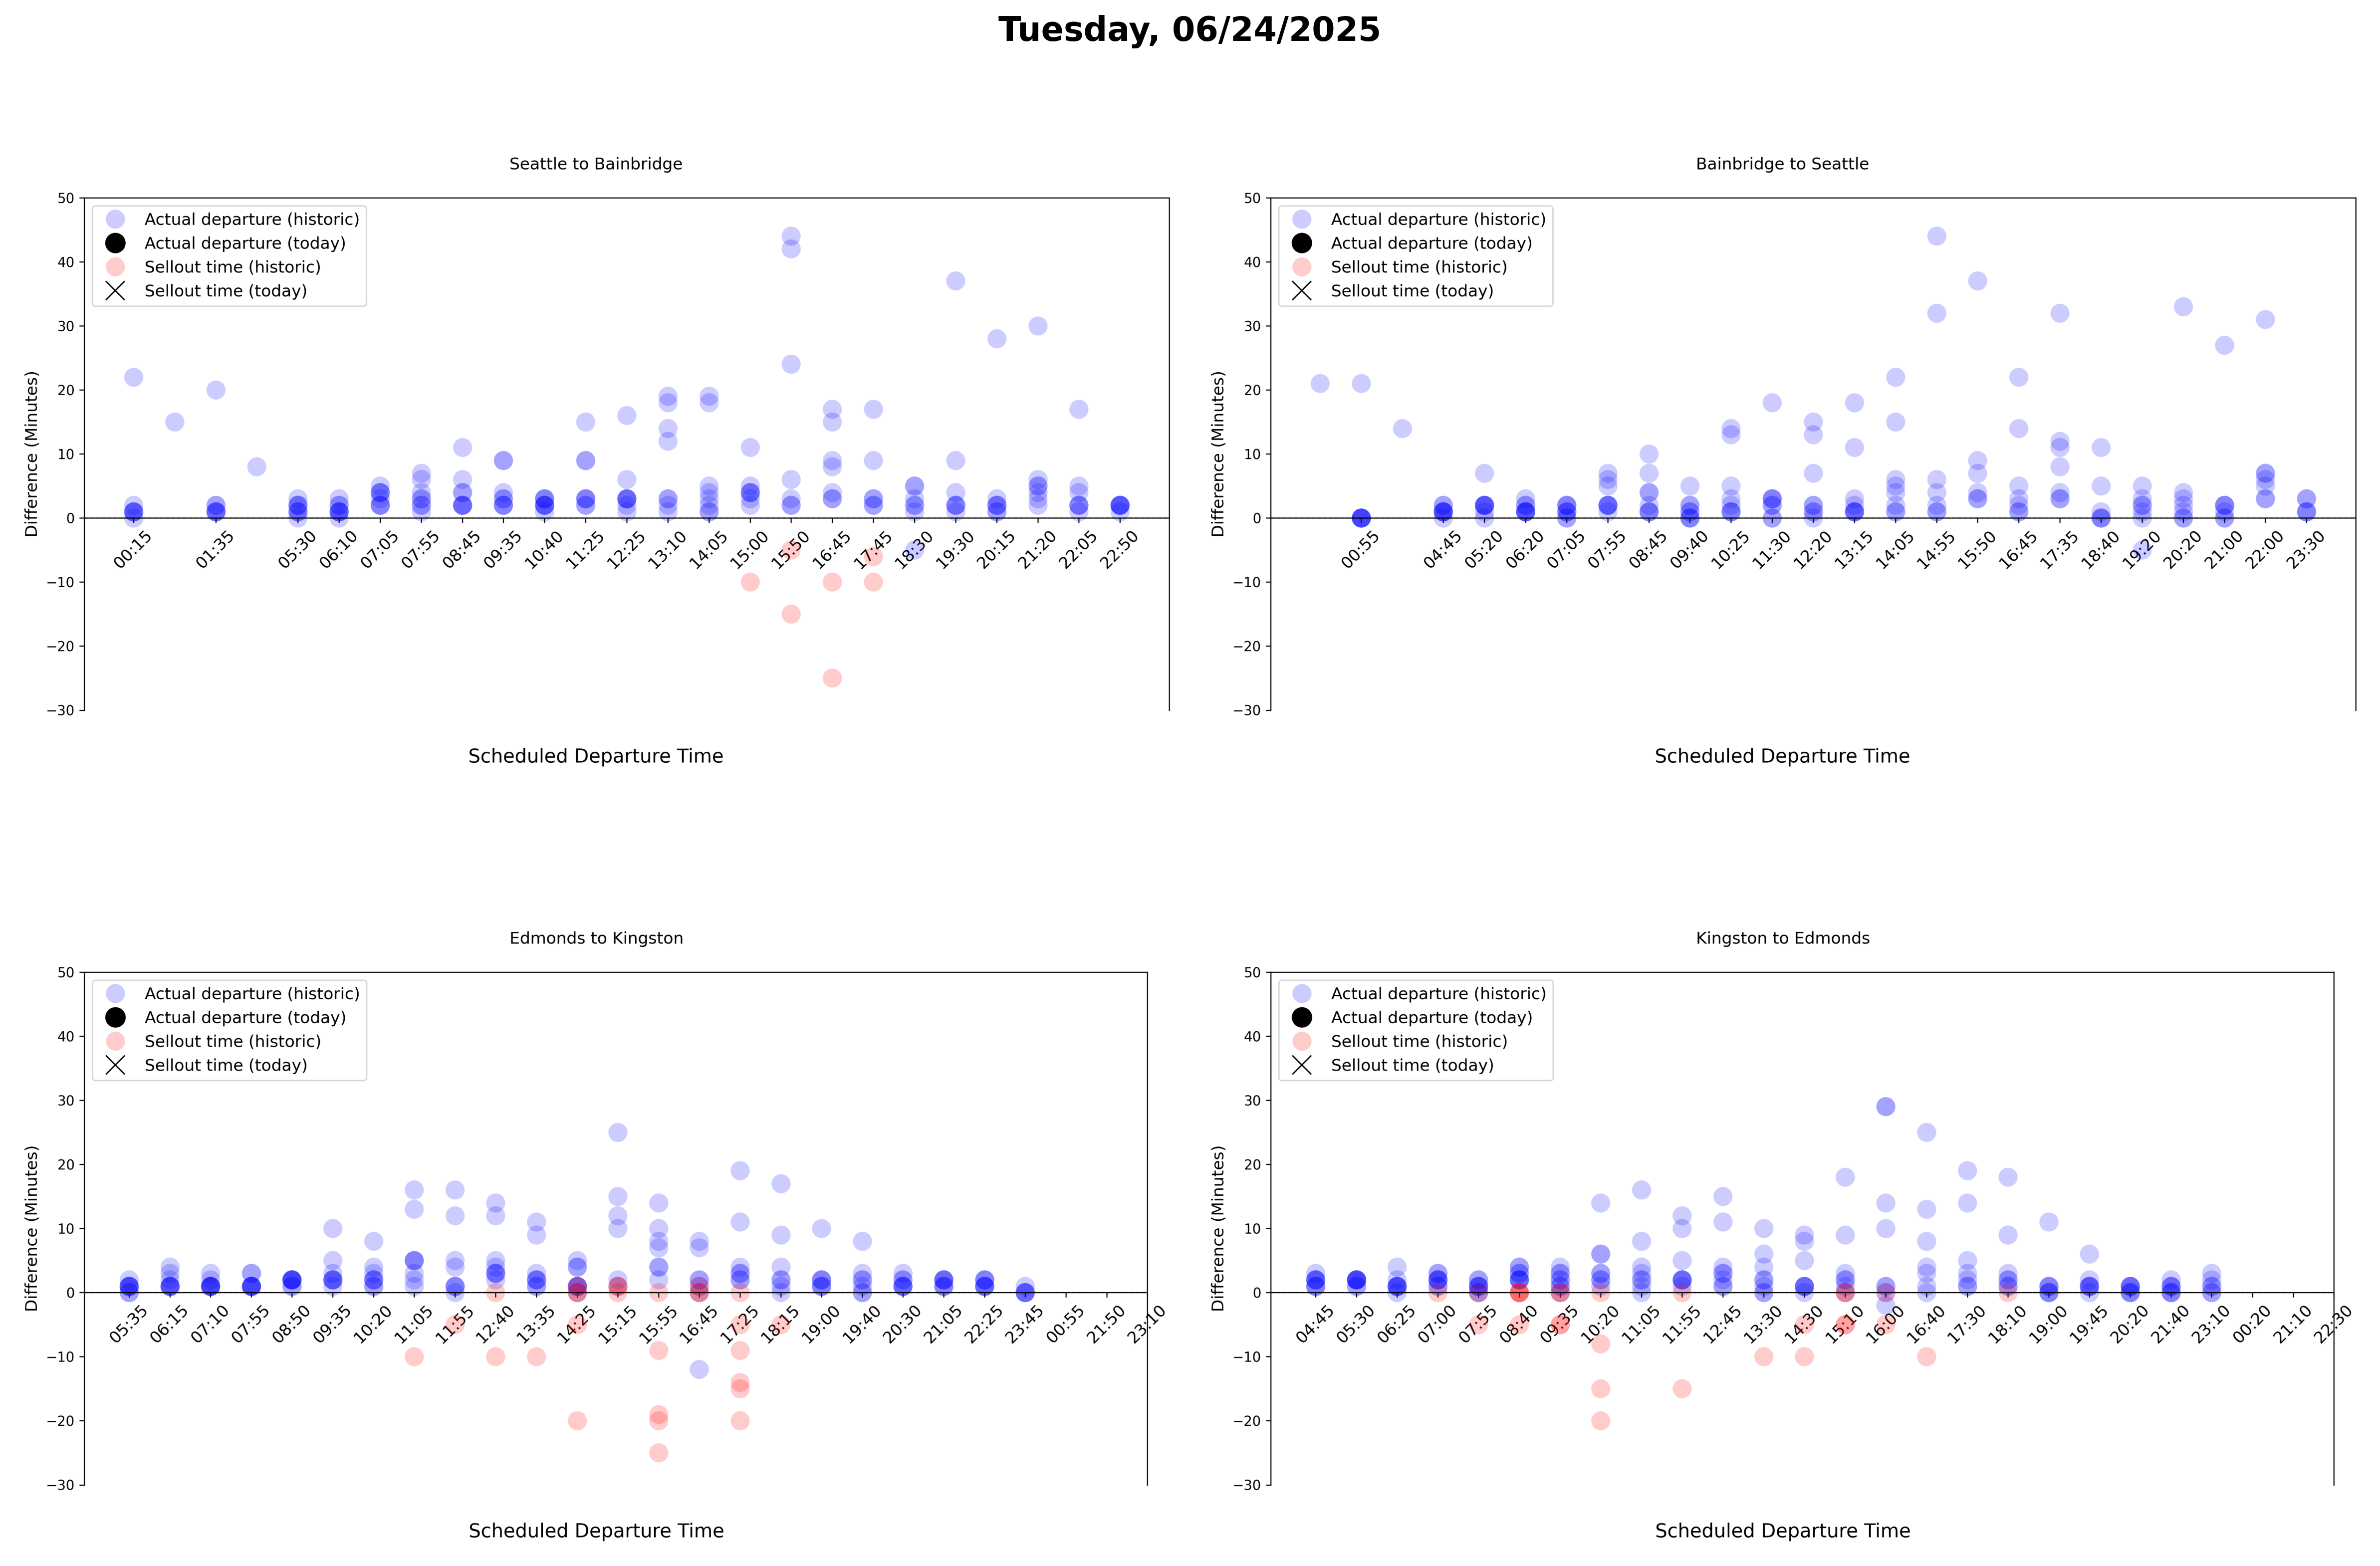 Tuesday, 06/24/2025
Seattle to Bainbridge
50
40
30
20
10
0
−10
−20
−30
Difference (Minutes)
Actual departure (historic)
Actual departure (today)
Sellout time (historic)
Sellout time (today)
00:15 01:35 05:30 06:10 07:05 07:55 08:45 09:35 10:40 11:25 12:25 13:10 14:05 15:00 15:50 16:45 17:45 18:30 19:30 20:15 21:20 22:05 22:50
Scheduled Departure Time
Bainbridge to Seattle
50
40
30
20
10
0
−10
−20
−30
Difference (Minutes)
Actual departure (historic)
Actual departure (today)
Sellout time (historic)
Sellout time (today)
00:55 04:45 05:20 06:20 07:05 07:55 08:45 09:40 10:25 11:30 12:20 13:15 14:05 14:55 15:50 16:45 17:35 18:40 19:20 20:20 21:00 22:00 23:30
Scheduled Departure Time
Edmonds to Kingston
50
40
30
20
10
0
−10
−20
−30
Difference (Minutes)
Actual departure (historic)
Actual departure (today)
Sellout time (historic)
Sellout time (today)
05:35 06:15 07:10 07:55 08:50 09:35 10:20 11:05 11:55 12:40 13:35 14:25 15:15 15:55 16:45 17:25 18:15 19:00 19:40 20:30 21:05 22:25 23:45 00:55 21:50 23:10
Scheduled Departure Time
Kingston to Edmonds
50
40
30
20
10
0
−10
−20
−30
Difference (Minutes)
Actual departure (historic)
Actual departure (today)
Sellout time (historic)
Sellout time (today)
04:45 05:30 06:25 07:00 07:55 08:40 09:35 10:20 11:05 11:55 12:45 13:30 14:30 15:10 16:00 16:40 17:30 18:10 19:00 19:45 20:20 21:40 23:10 00:20 21:10 22:30
Scheduled Departure Time